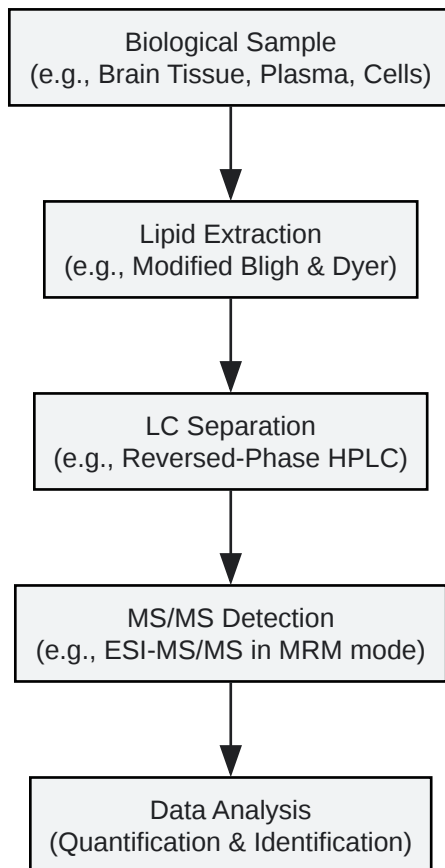 Biological Sample
(e.g., Brain Tissue, Plasma, Cells)
Lipid Extraction
(e.g., Modified Bligh & Dyer)
LC Separation
(e.g., Reversed-Phase HPLC)
MS/MS Detection
(e.g., ESI-MS/MS in MRM mode)
Data Analysis
(Quantification & Identification)